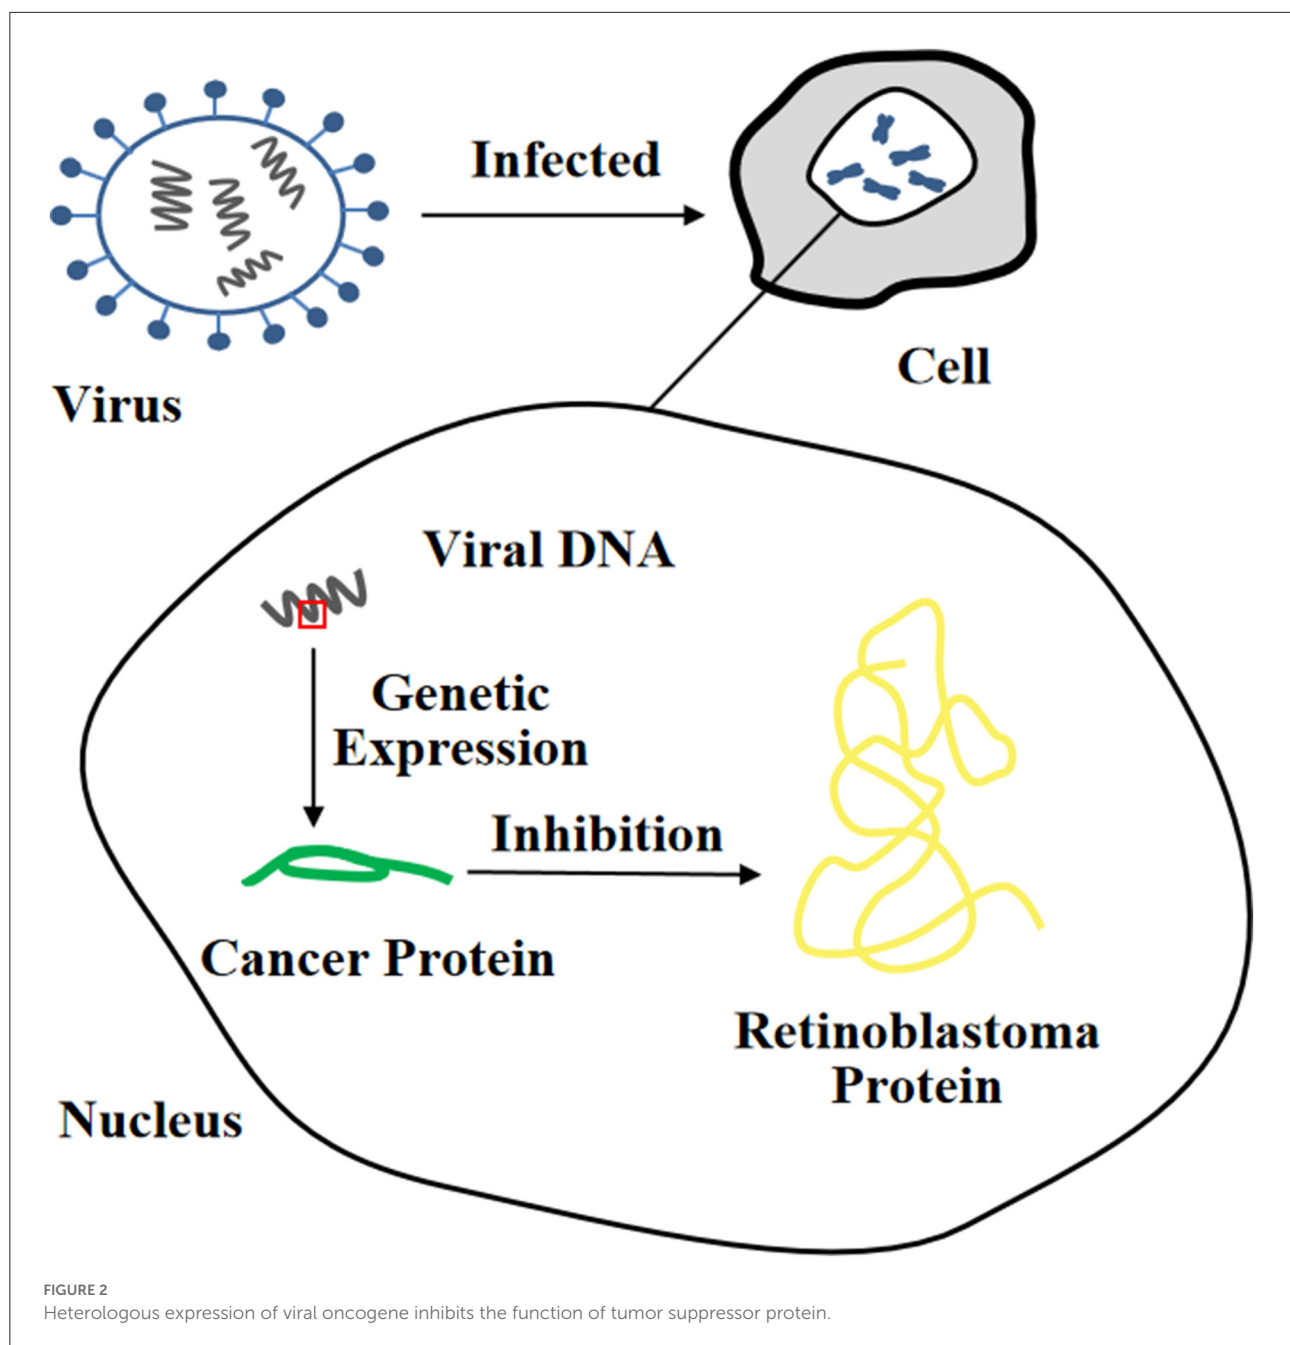 Infected
Cell
Virus
Viral DNA
Genetic
Expression
Inhibition
Cancer Protein
Retinoblastoma
Protein
Nucleus
FIGURE 2
Heterologous expression of viral oncogene inhibits the function of tumor suppressor protein.